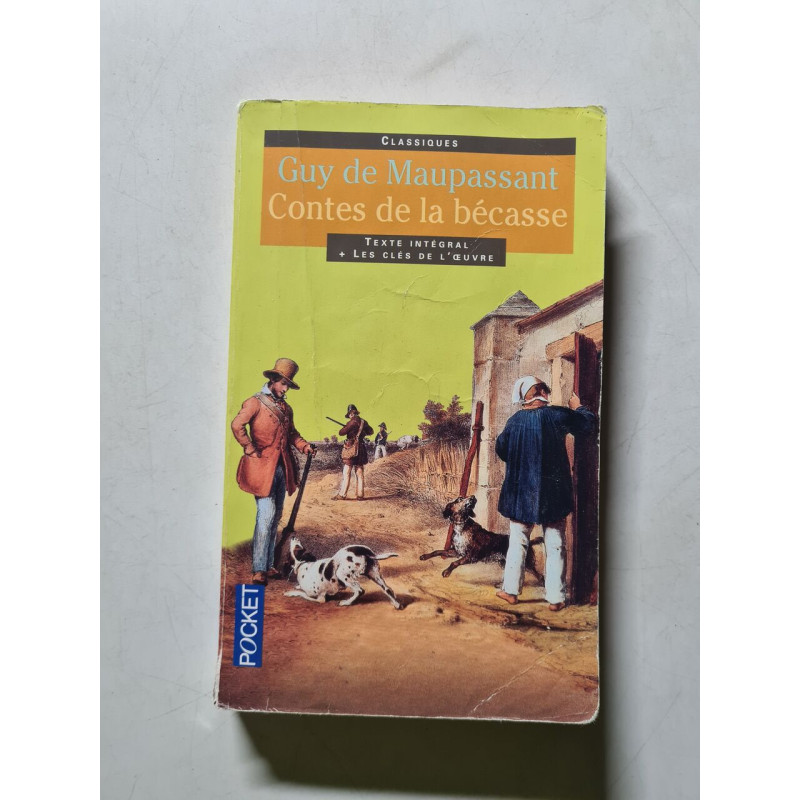 CLASSIQUES
Guy de Maupassant
Contes de la bécasse
TEXTE INTÉGRAL
+ LES CLÉS DE L'ŒUVRE
POCKET